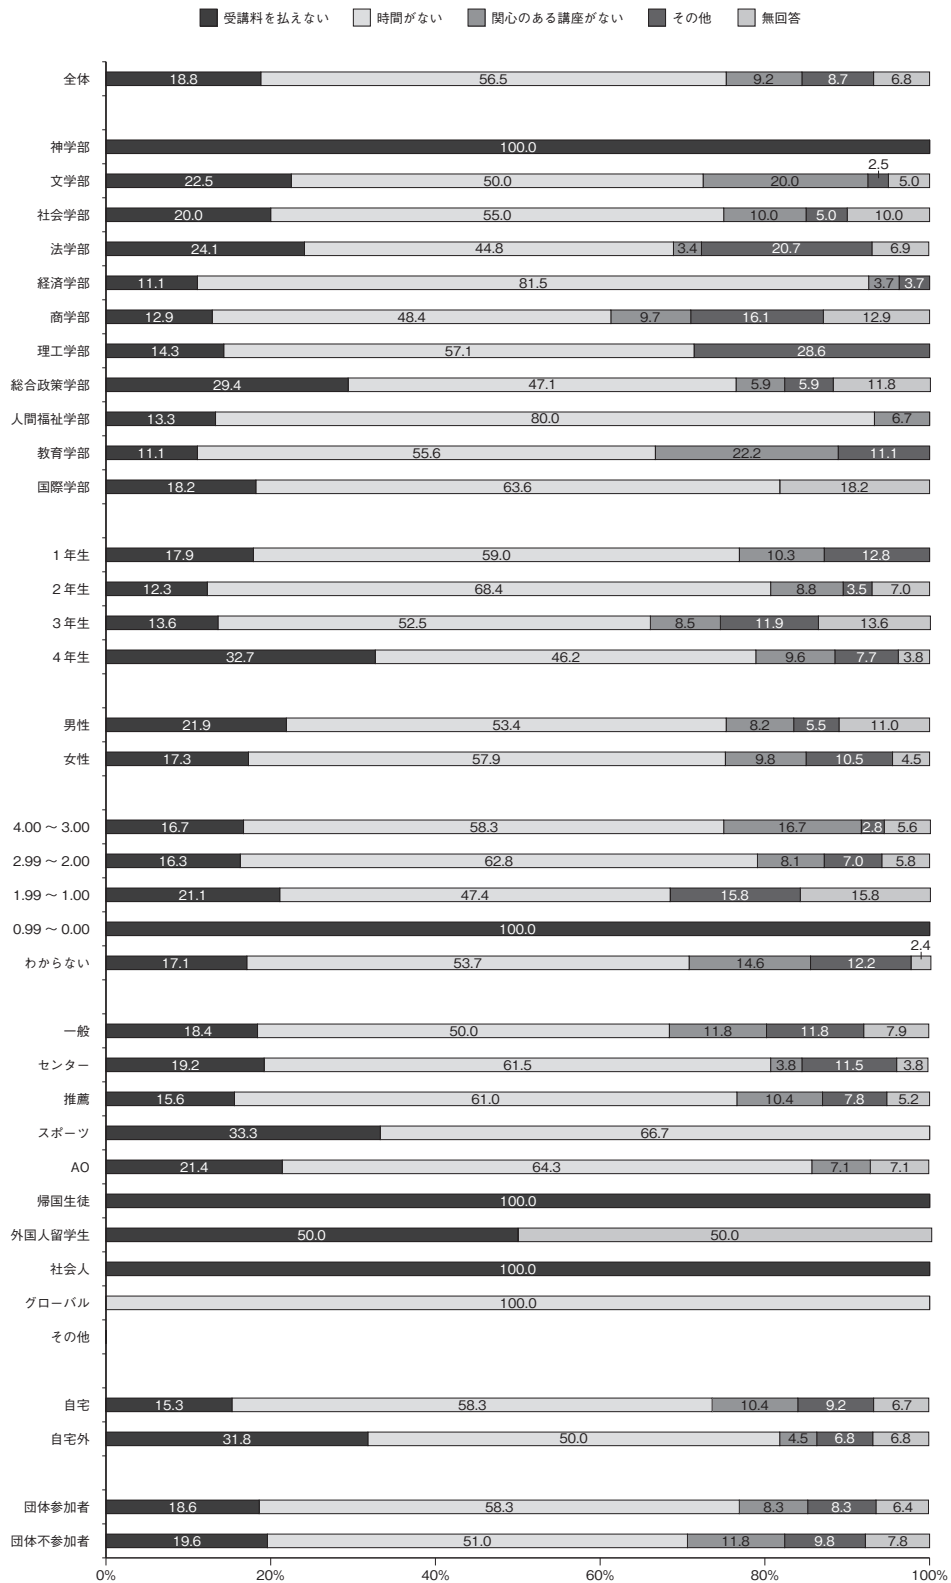 受講料を払えない 時間がない 関心のある講座がない その他 無回答
全体 18.8 56.5 9.2 8.7 6.8
神学部 100.0
2.5
文学部 22.5 50.0 20.0 5.0
社会学部 20.0 55.0 10.0 5.0 10.0
法学部 24.1 44.8 3.4 20.7 6.9
経済学部 11.1 81.5 3.7 3.7
商学部 12.9 48.4 9.7 16.1 12.9
理工学部 14.3 57.1 28.6
総合政策学部 29.4 47.1 5.9 5.9 11.8
人間福祉学部 13.3 80.0 6.7
教育学部 11.1 55.6 22.2 11.1
国際学部 18.2 63.6 18.2
1年生 17.9 59.0 10.3 12.8
2年生 12.3 68.4 8.8 3.5 7.0
3年生 13.6 52.5 8.5 11.9 13.6
4年生 32.7 46.2 9.6 7.7 3.8
男性 21.9 53.4 8.2 5.5 11.0
女性 17.3 57.9 9.8 10.5 4.5
4.00 ～ 3.00 16.7 58.3 16.7 2.8 5.6
2.99 ～ 2.00 16.3 62.8 8.1 7.0 5.8
1.99 ～ 1.00 21.1 47.4 15.8 15.8
0.99 ～ 0.00 100.0
2.4
わからない 17.1 53.7 14.6 12.2
一般 18.4 50.0 11.8 11.8 7.9
センター 19.2 61.5 3.8 11.5 3.8
推薦 15.6 61.0 10.4 7.8 5.2
スポーツ 33.3 66.7
AO 21.4 64.3 7.1 7.1
帰国生徒 100.0
外国人留学生 50.0 50.0
社会人 100.0
グローバル 100.0
その他
自宅 15.3 58.3 10.4 9.2 6.7
自宅外 31.8 50.0 4.5 6.8 6.8
団体参加者 18.6 58.3 8.3 8.3 6.4
団体不参加者 19.6 51.0 11.8 9.8 7.8
0% 20% 40% 60% 80% 100%